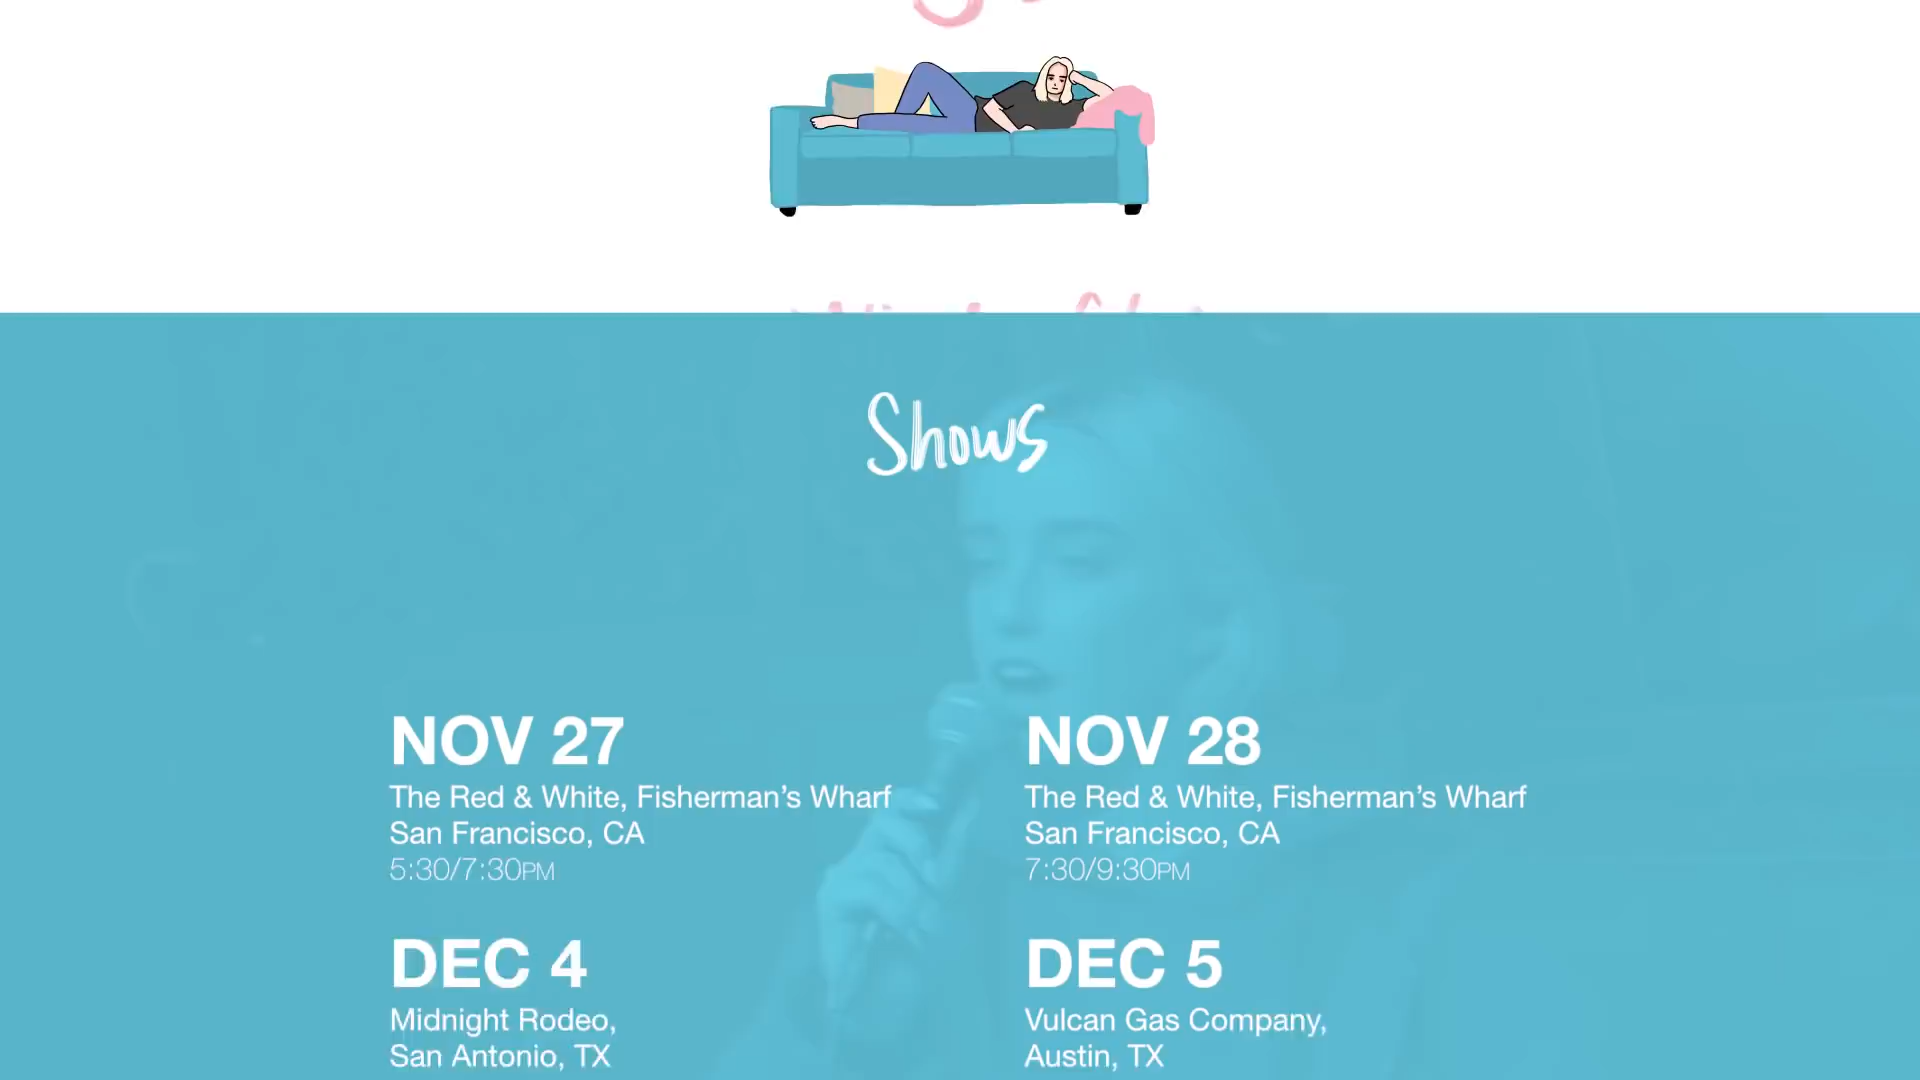 Shows
NOV 27
The Red & White, Fisherman’s Wharf
San Francisco, CA
5:30/7:30PM
NOV 28
The Red & White, Fisherman’s Wharf
San Francisco, CA
7:30/9:30PM
DEC 4
Midnight Rodeo,
San Antonio, TX
DEC 5
Vulcan Gas Company,
Austin, TX